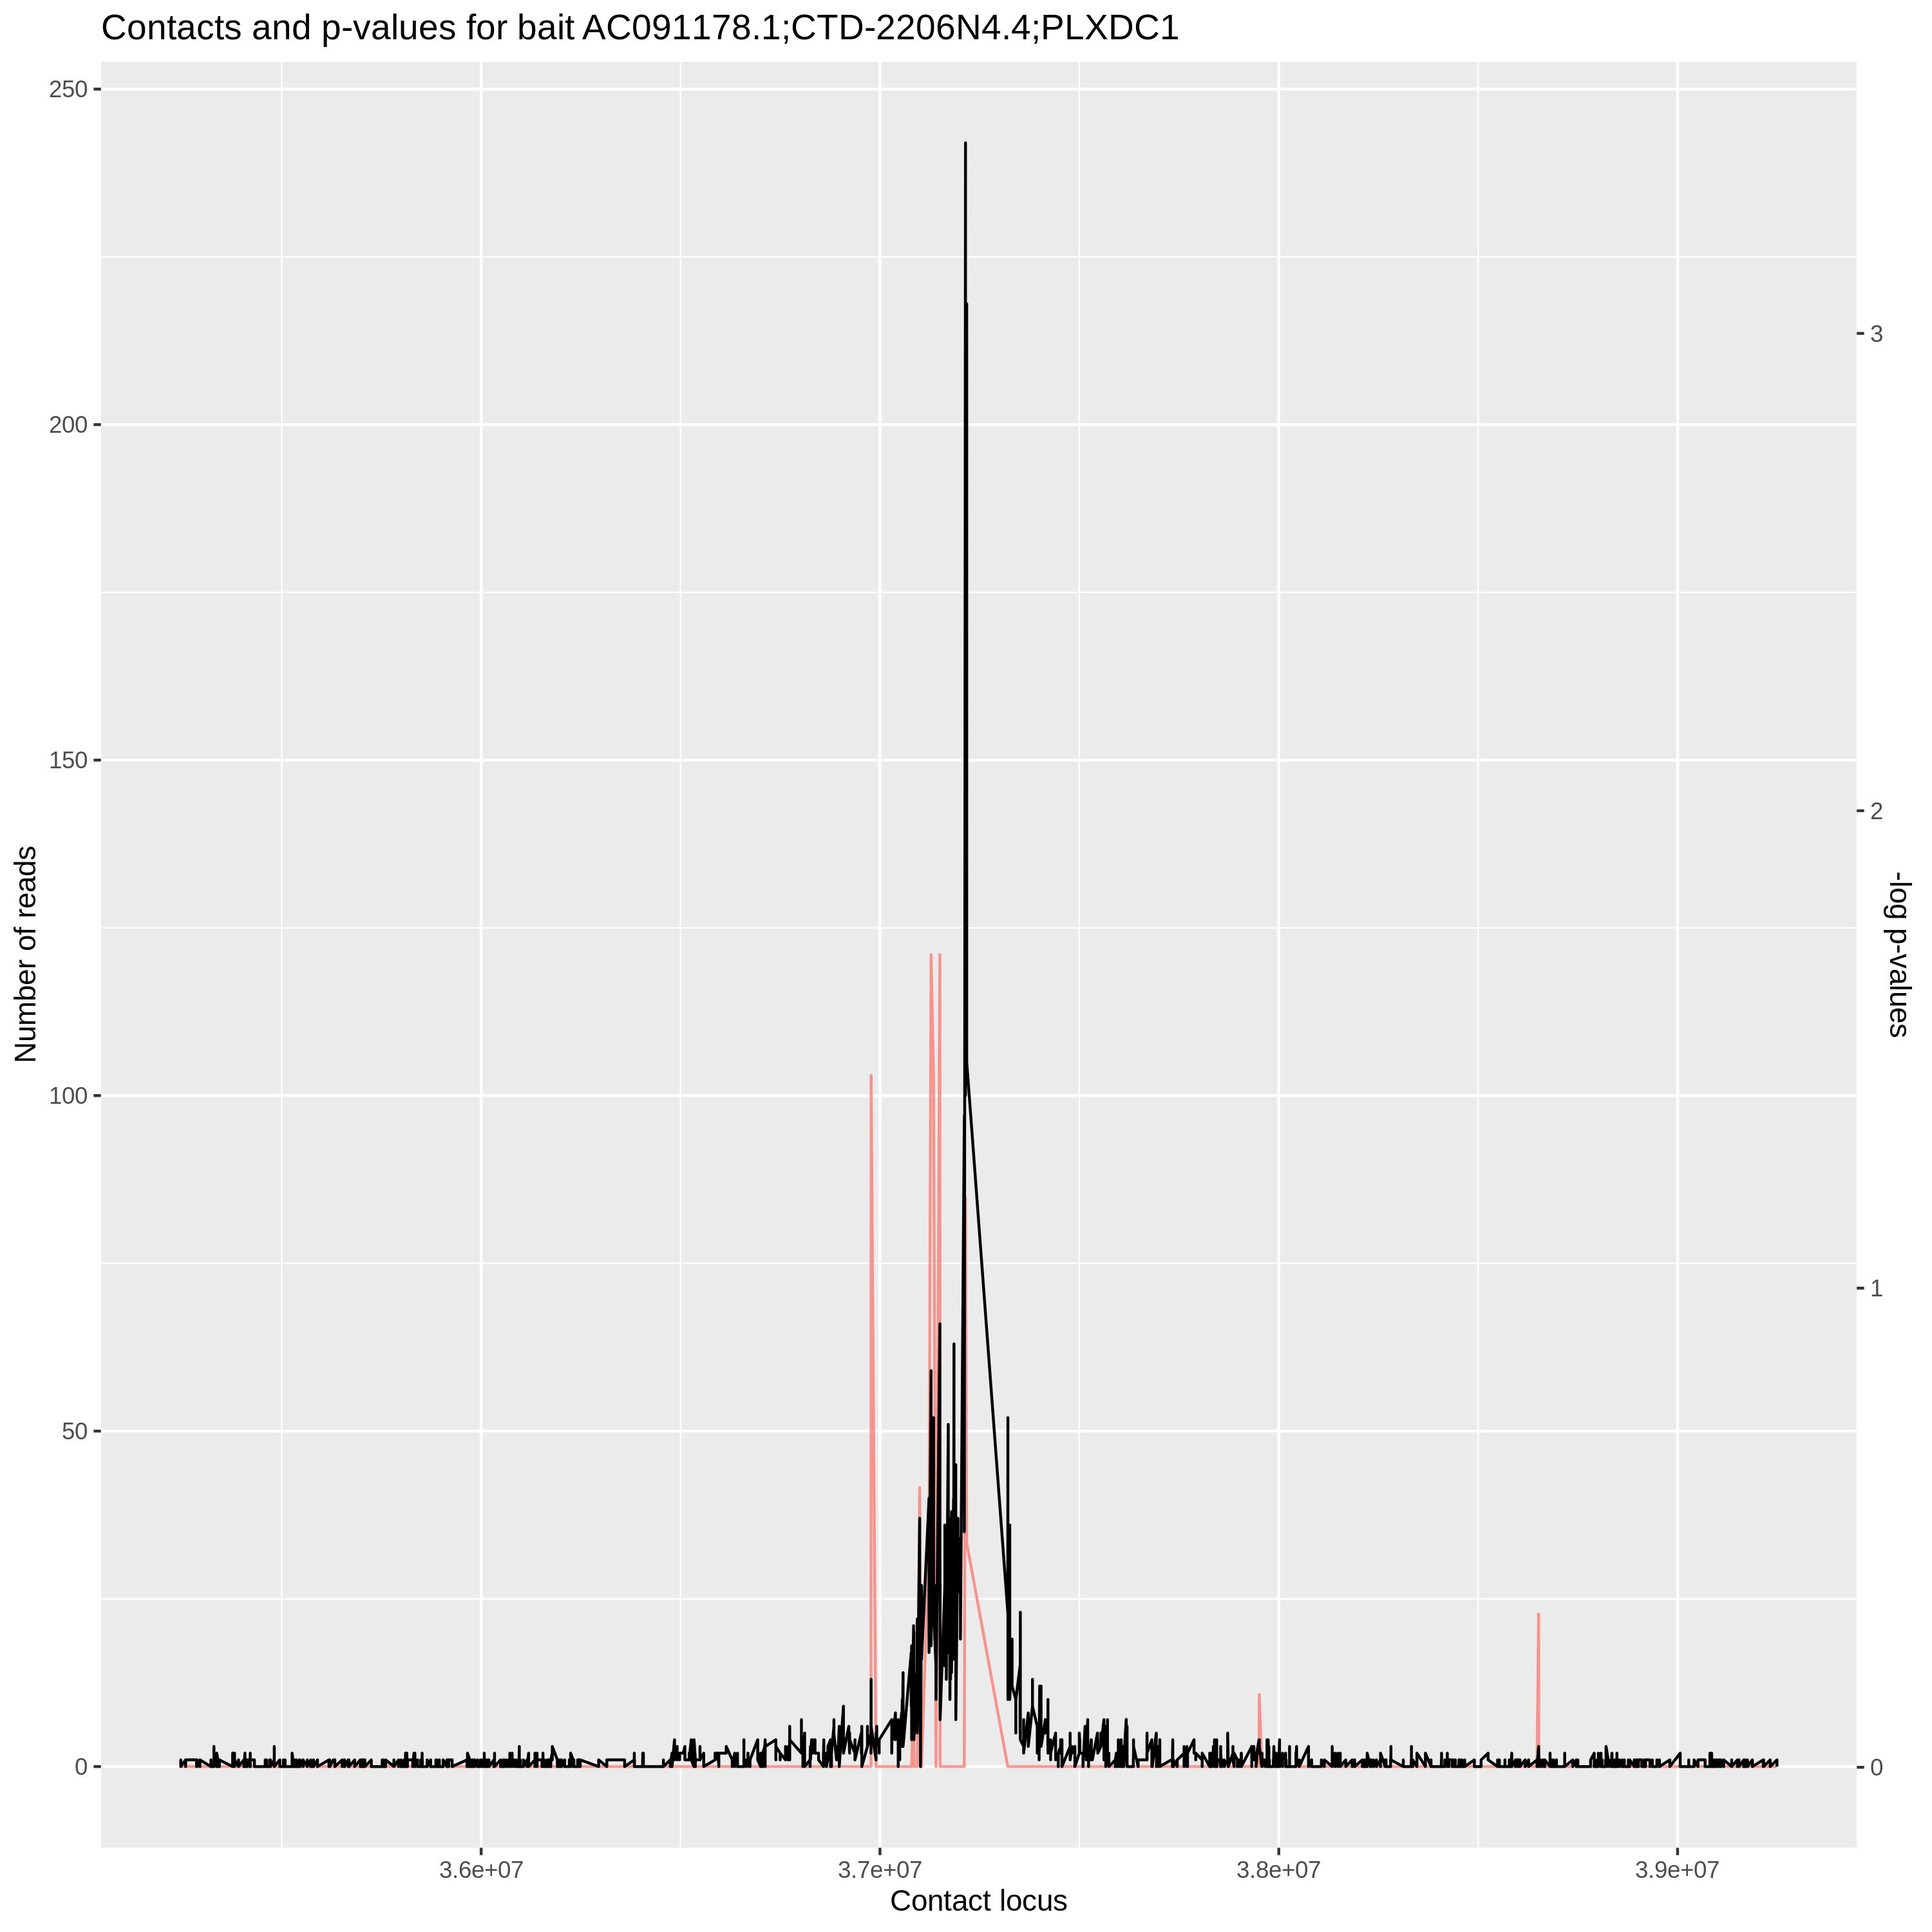 Contacts and p-values for bait AC091178.1;CTD-2206N4.4;PLXDC1
250
200
150
100
50
0
Number of reads
3
2
1
0
-log p-values
3.6e+07
3.7e+07
3.8e+07
3.9e+07
Contact locus